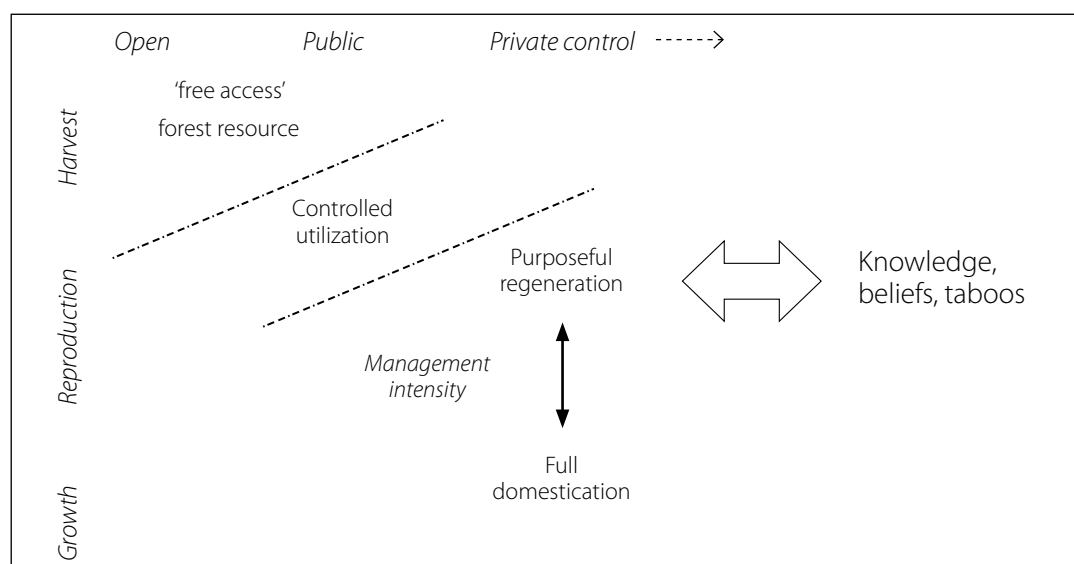 Open Public Private control
'free access'
forest resource
Harvest
Controlled
utilization
Purposeful
regeneration
Knowledge,
beliefs, taboos
Reproduction
Management
intensity
Full
domestication
Growth